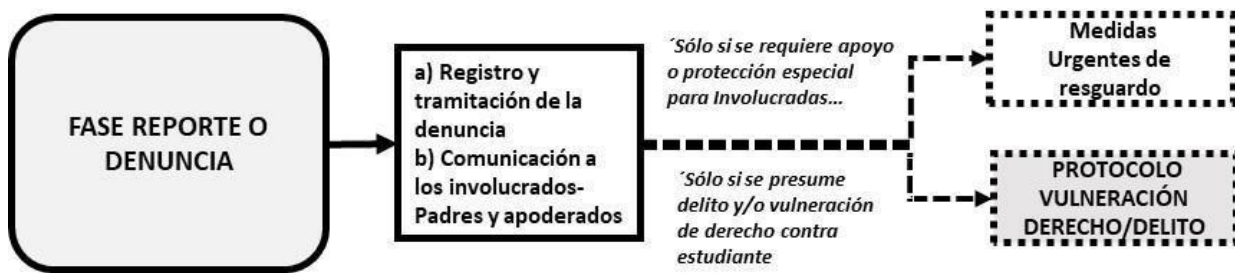 FASE REPORTE O
DENUNCIA
a) Registro y
tramitación de la
denuncia
b) Comunicación a
los involucrados-
Padres y apoderados
´Sólo si se requiere apoyo
o protección especial
para Involucradas...
´Sólo si se presume
delito y/o vulneración
de derecho contra
estudiante
Medidas
Urgentes de
resguardo
PROTOCOLO
VULNERACIÓN
DERECHO/DELITO